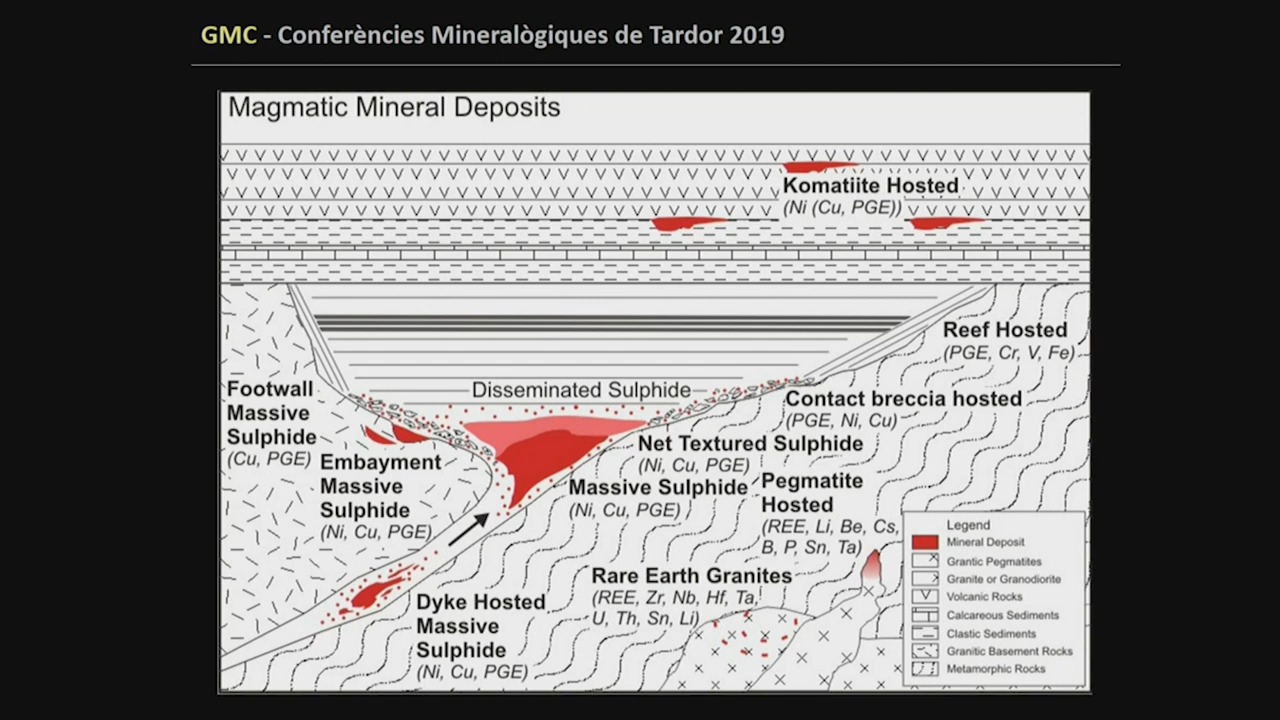 GMC - Conferències Mineralògiques de Tardor 2019
Magmatic Mineral Deposits
Komatiite Hosted
(Ni (Cu, PGE))
Reef Hosted
(PGE, Cr, V, Fe)
Disseminated Sulphide
Footwall
Massive
Sulphide
(Cu, PGE)
Contact breccia hosted
(PGE, Ni, Cu)
Net Textured Sulphide
(Ni, Cu, PGE)
Embayment
Massive
Sulphide
(Ni, Cu, PGE)
Massive Sulphide
(Ni, Cu, PGE)
Pegmatite
Hosted
(REE, Li, Be, Cs,
B, P, Sn, Ta)
Rare Earth Granites
(REE, Zr, Nb, Hf, Ta,
U, Th, Sn, Li)
Dyke Hosted
Massive
Sulphide
(Ni, Cu, PGE)
Legend
Mineral Deposit
Grantic Pegmatites
Granite or Granodiorite
Volcanic Rocks
Calcareous Sediments
Clastic Sediments
Granitic Basement Rocks
Metamorphic Rocks